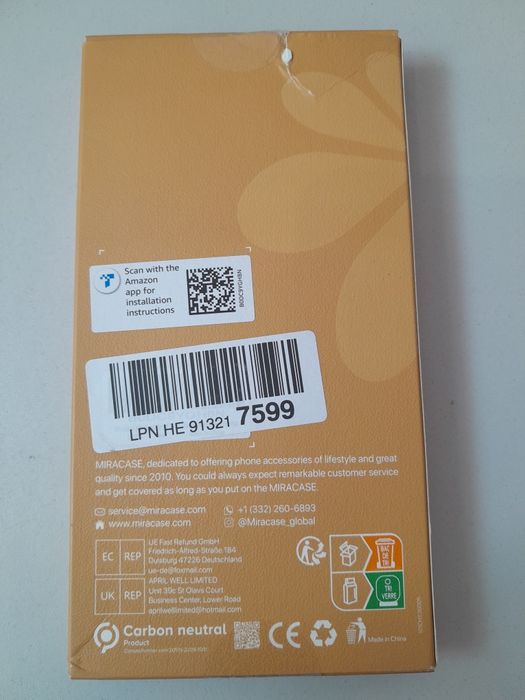 Scan with the
Amazon
app for
installation
instructions
LPN HE 91321 7599
MIRACASE, dedicated to offering phone accessories of lifestyle and great
quality since 2010. You could always expect remarkable customer service
and get covered as long as you put on the MIRACASE.
service@miracase.com
+1 (332) 260-6893
www.miracase.com
@Miracase_global
EC REP
UE Fast Refund GmbH
Friedrich-Alfred-Straße 184
Duisburg 47226 Deutschland
ue-de@foxmail.com
UK REP
APRIL WELL LIMITED
Unit 39c St Olavs Court
Business Center, Lower Road
aprilwelllimited@hotmail.com
BAC
DE
TRI
TRI
VERRE
Carbon neutral
Product
CE
Made in China